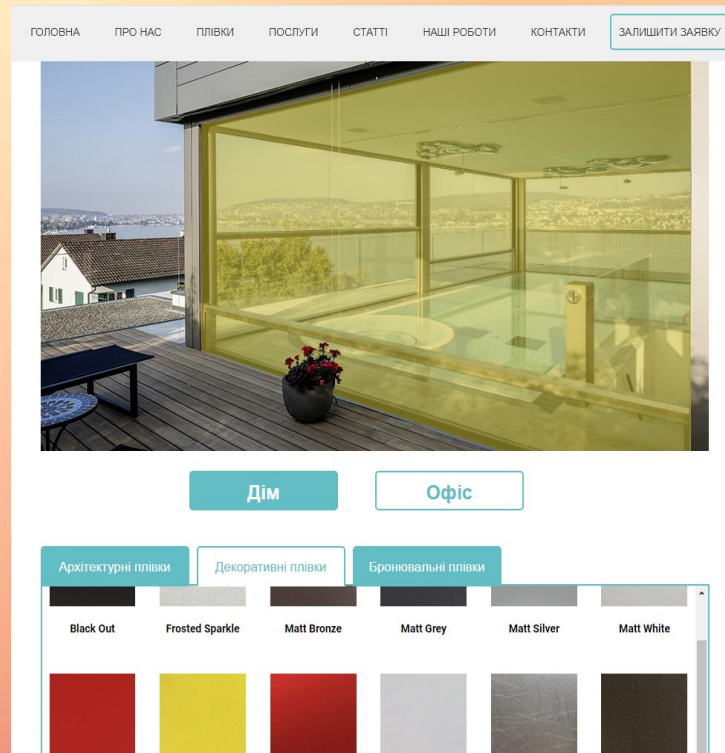 ГОЛОВНА ПРО НАС ПЛІВКИ ПОСЛУГИ СТАТТІ НАШІ РОБОТИ КОНТАКТИ ЗАЛИШИТИ ЗАЯВКУ
Дім Офіс
Архітектурні плівки Декоративні плівки Бронювальні плівки
Black Out Frosted Sparkle Matt Bronze Matt Grey Matt Silver Matt White